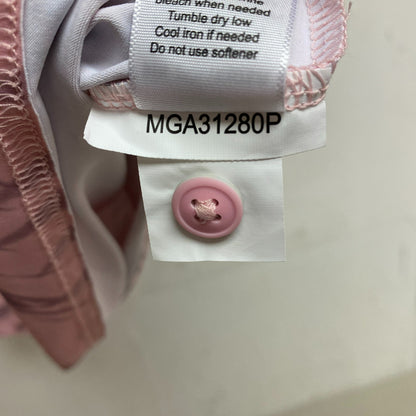 bleach when needed
Tumble dry low
Cool iron if needed
Do not use softener
MGA31280P